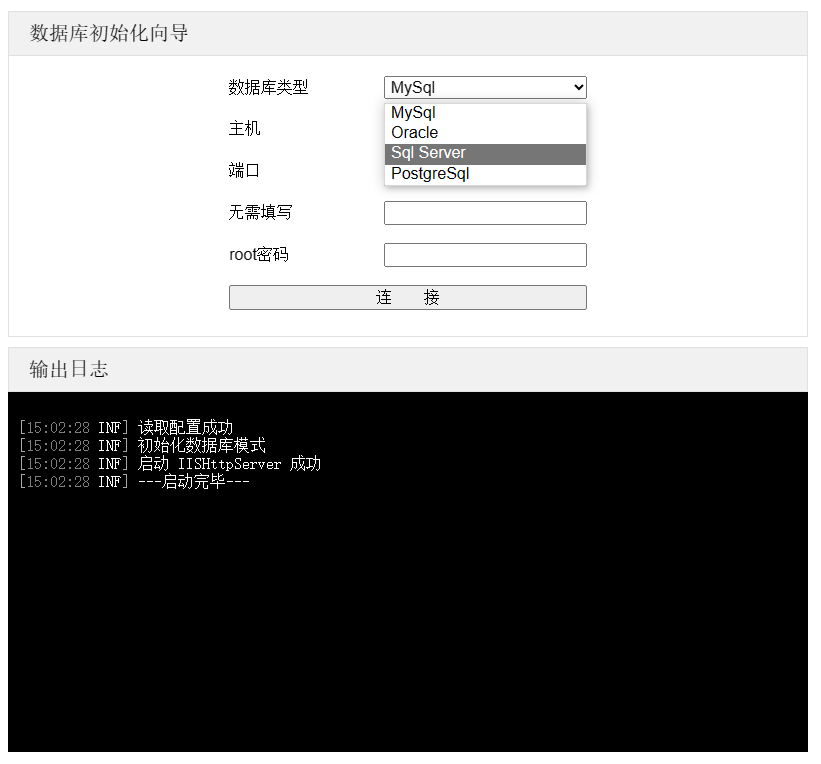 数据库初始化向导
数据库类型 MySql
MySql
主机
Oracle
Sql Server
端口
PostgreSql
无需填写
root密码
连 接
输出日志
[15:02:28 INF] 读取配置成功
[15:02:28 INF] 初始化数据库模式
[15:02:28 INF] 启动 IISHttpServer 成功
[15:02:28 INF] ---启动完毕---